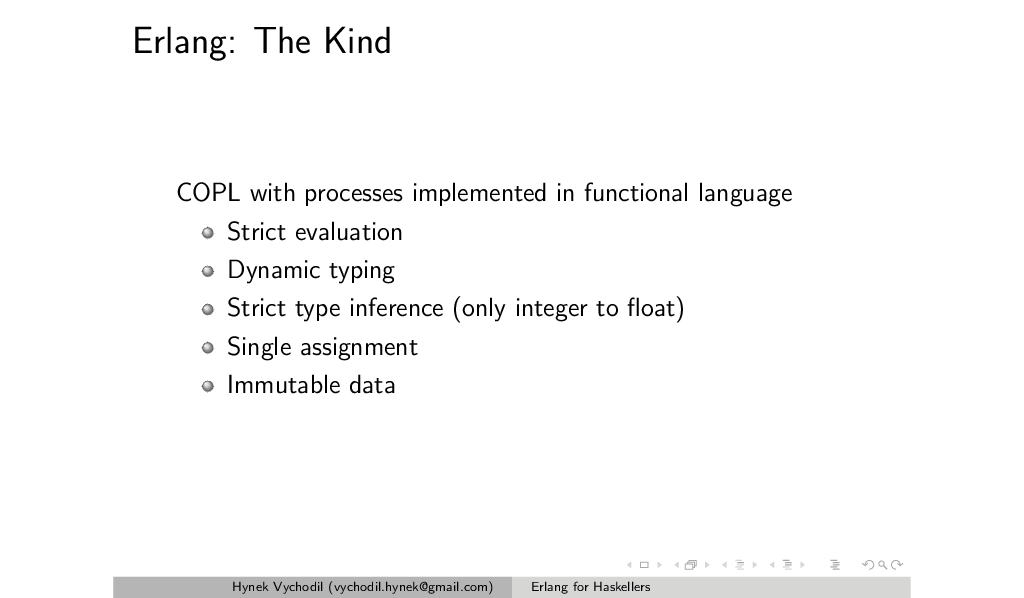 Erlang: The Kind
COPL with processes implemented in functional language
Strict evaluation
Dynamic typing
Strict type inference (only integer to float)
Single assignment
Immutable data
Hynek Vychodil (vychodil.hynek@gmail.com)
Erlang for Haskellers